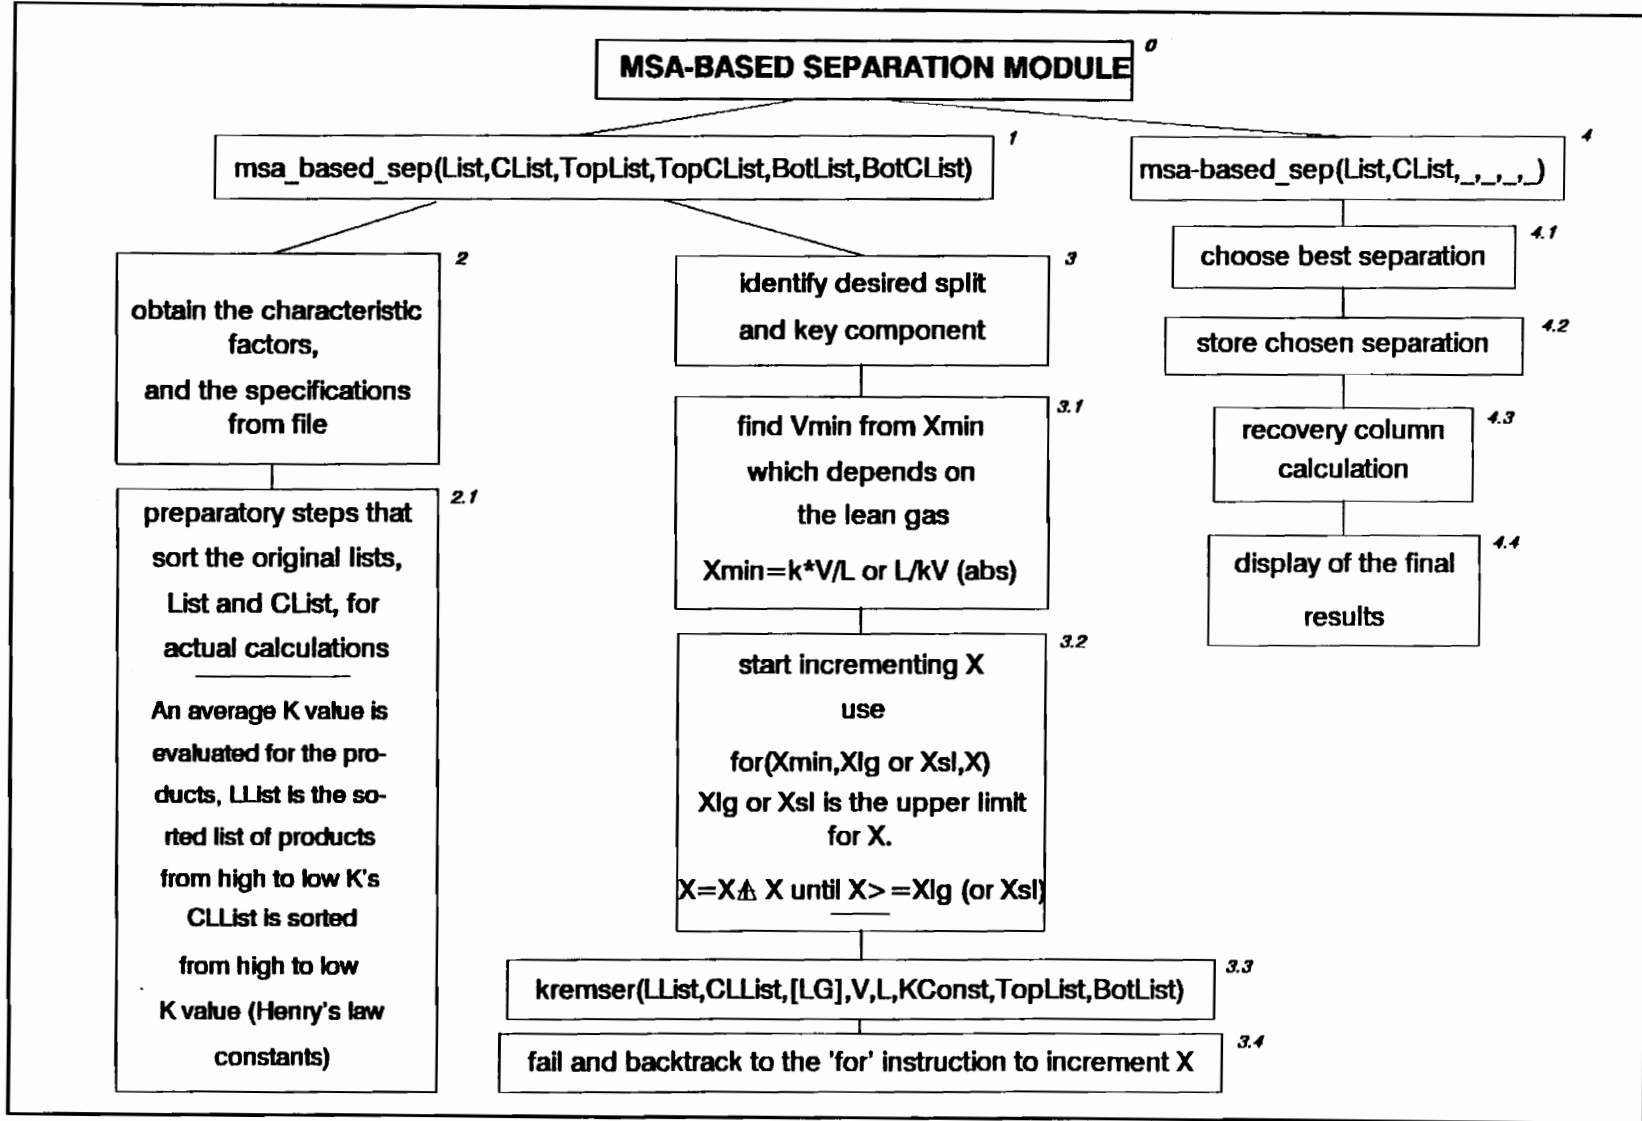 MSA-BASED SEPARATION MODULE
0
msa_based_sep(List,CList,TopList,TopCList,BotList,BotCList)
1
msa-based_sep(List,CList,_,_,_,_)
4
obtain the characteristic
factors,
and the specifications
from file
2
preparatory steps that
sort the original lists,
List and CList, for
actual calculations
An average K value is
evaluated for the pro-
ducts, LList is the so-
rted list of products
from high to low K's
CLList is sorted
from high to low
K value (Henry's law
constants)
2.1
identify desired split
and key component
3
find Vmin from Xmin
which depends on
the lean gas
Xmin=k*V/L or L/kV (abs)
3.1
start incrementing X
use
for(Xmin,Xlg or Xsl,X)
Xlg or Xsl is the upper limit
for X.
X=X X until X>=Xlg (or Xsl)
3.2
kremser(LList,CLList,[LG],V,L,KConst,TopList,BotList)
3.3
fail and backtrack to the 'for' instruction to increment X
3.4
choose best separation
4.1
store chosen separation
4.2
recovery column
calculation
4.3
display of the final
results
4.4